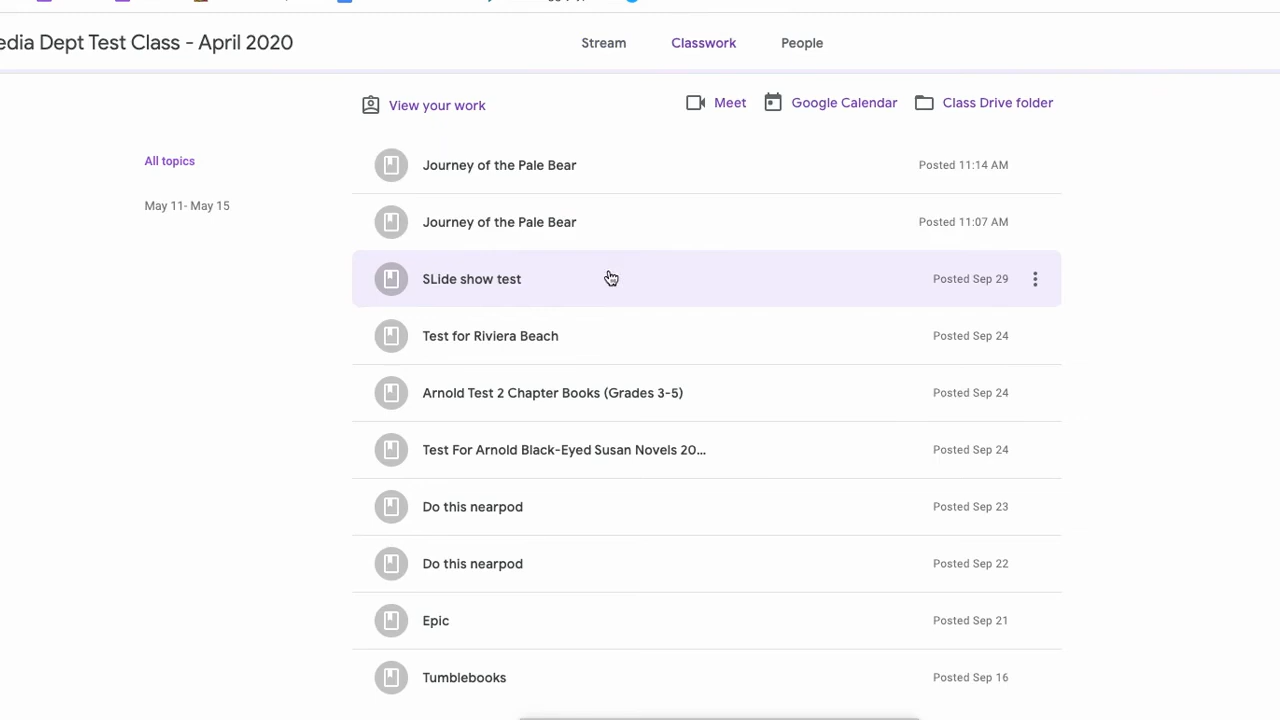 edia Dept Test Class - April 2020
Stream
Classwork
People
View your work
Meet
Google Calendar
Class Drive folder
All topics
May 11- May 15
Journey of the Pale Bear
Posted 11:14 AM
Journey of the Pale Bear
Posted 11:07 AM
SLide show test
Posted Sep 29
Test for Riviera Beach
Posted Sep 24
Arnold Test 2 Chapter Books (Grades 3-5)
Posted Sep 24
Test For Arnold Black-Eyed Susan Novels 20...
Posted Sep 24
Do this nearpod
Posted Sep 23
Do this nearpod
Posted Sep 22
Epic
Posted Sep 21
Tumblebooks
Posted Sep 16